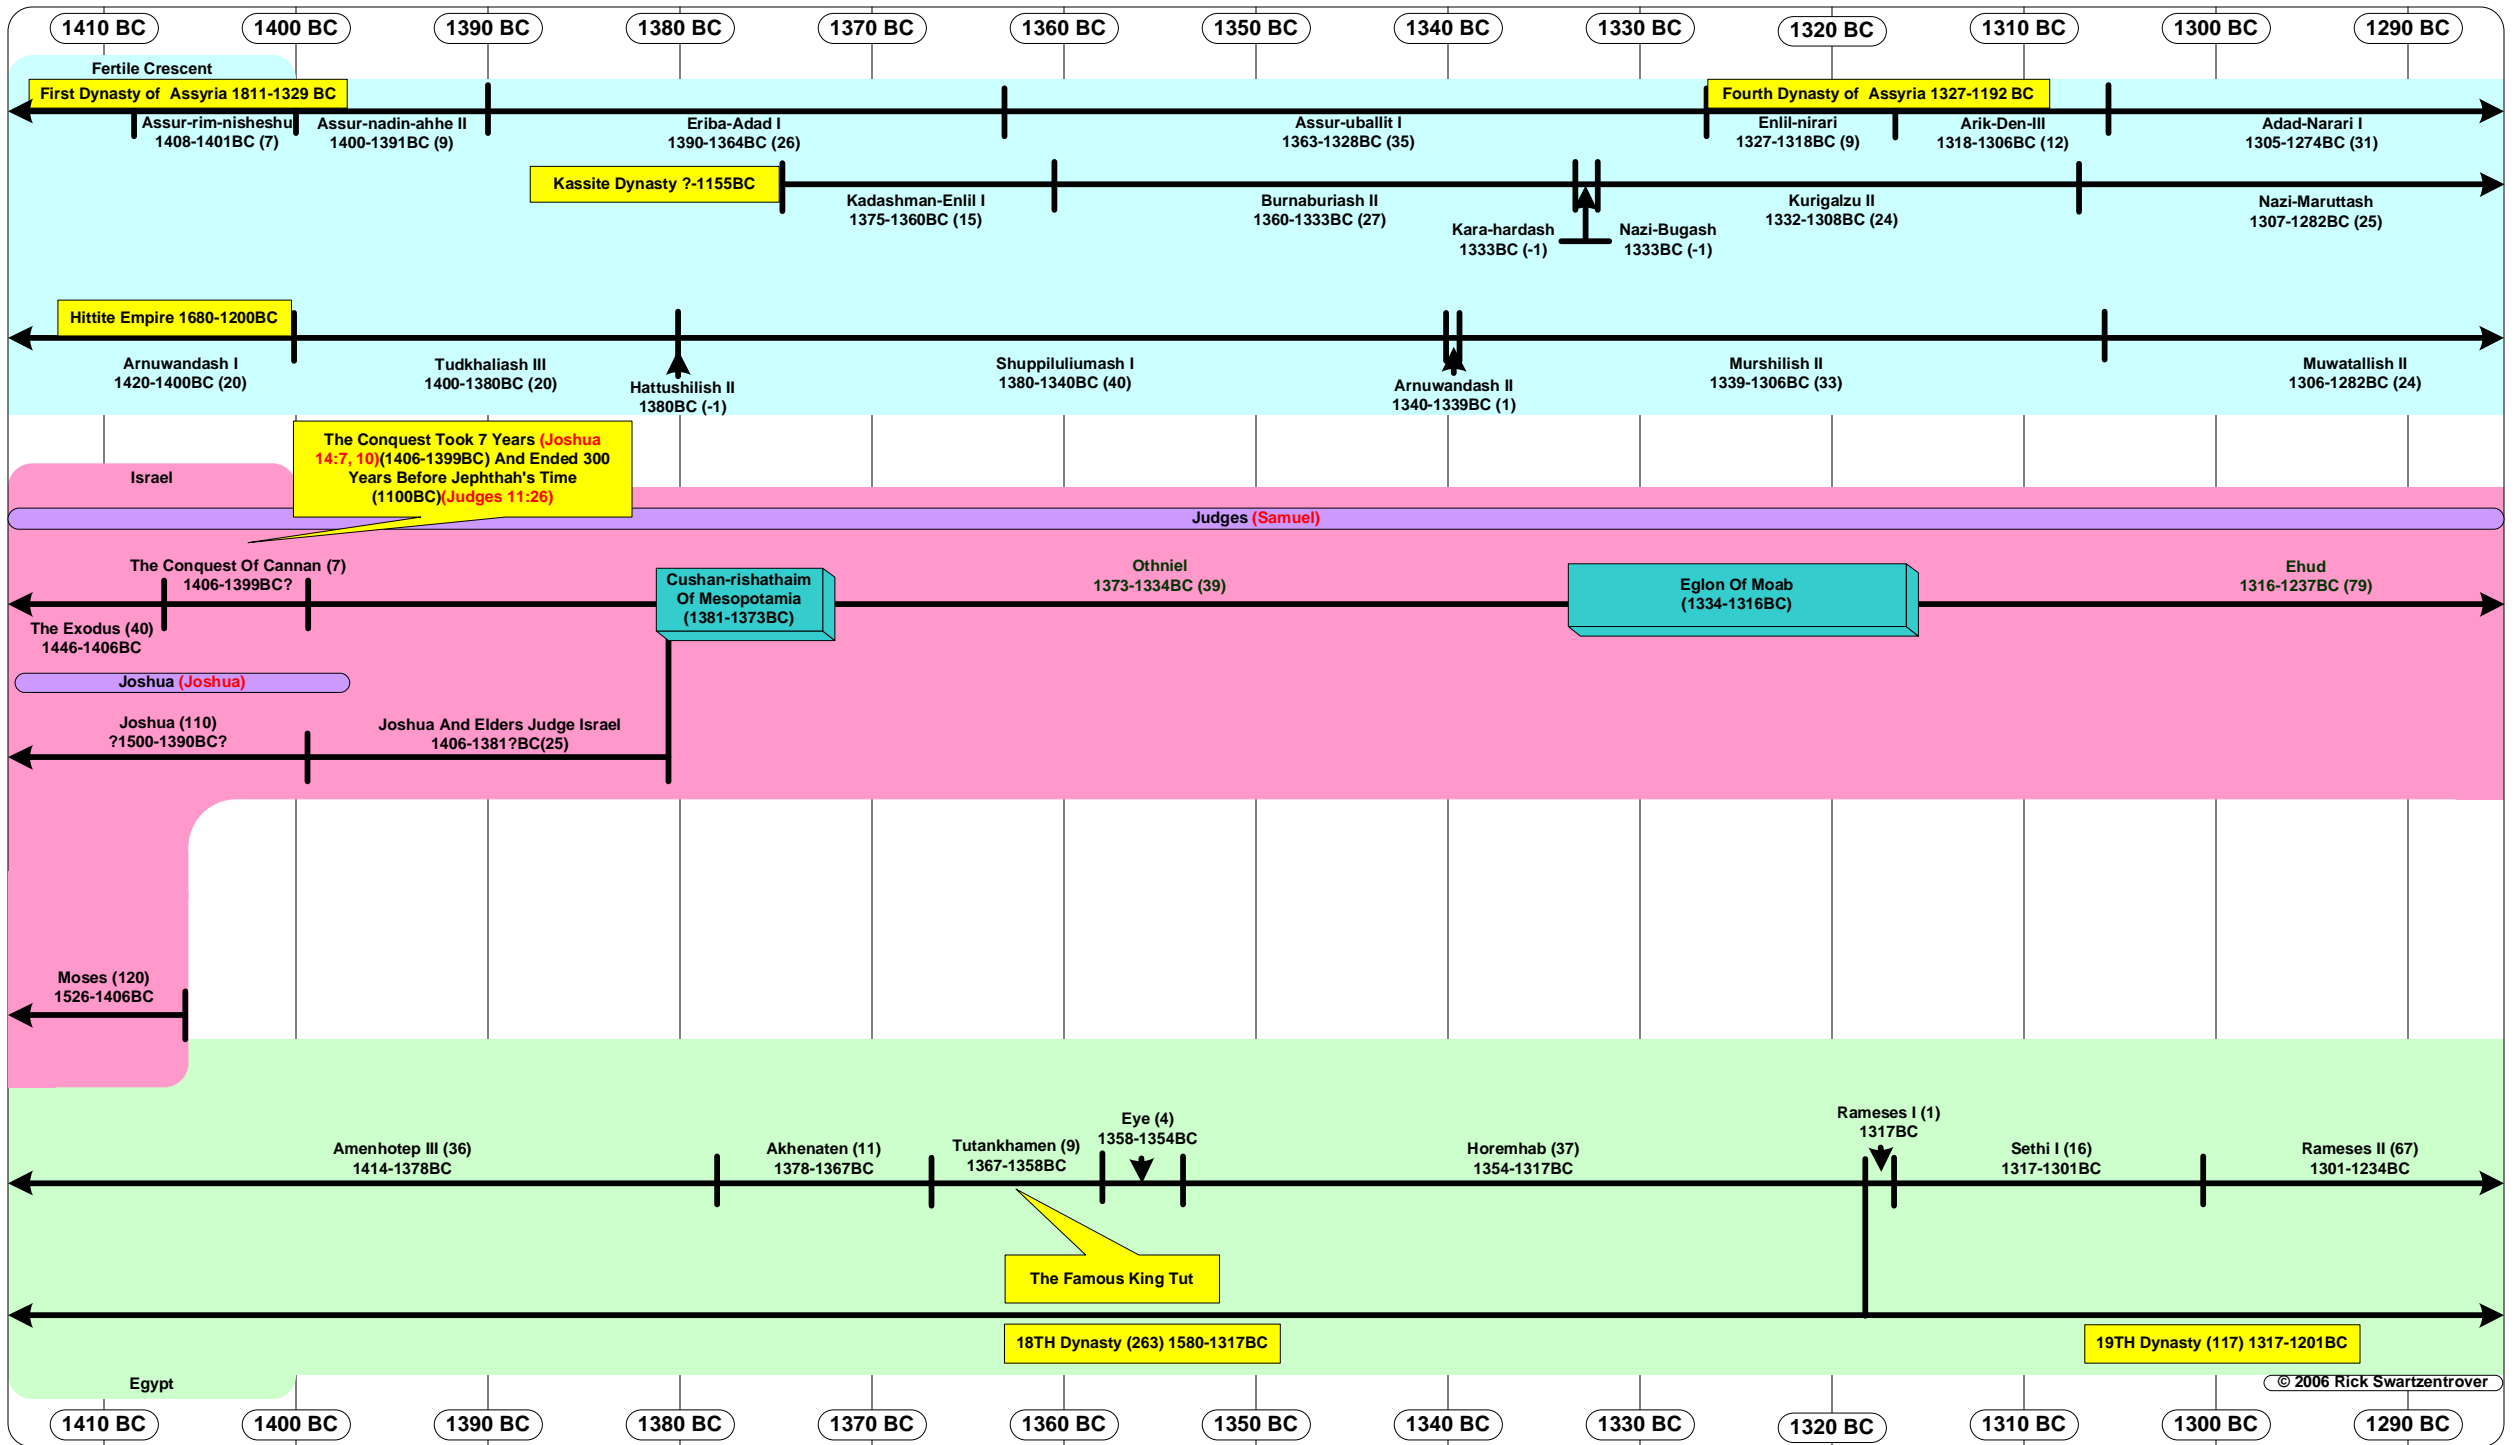 1410 BC
1400 BC
1390 BC
1380 BC
1370 BC
1360 BC
1350 BC
1340 BC
1330 BC
1320 BC
1310 BC
1300 BC
1290 BC
Fertile Crescent
First Dynasty of Assyria 1811-1329 BC
Fourth Dynasty of Assyria 1327-1192 BC
Assur-rim-nisheshu
1408-1401BC (7)
Assur-nadin-ahhe II
1400-1391BC (9)
Eriba-Adad I
1390-1364BC (26)
Assur-uballit I
1363-1328BC (35)
Enlil-nirari
1327-1318BC (9)
Arik-Den-III
1318-1306BC (12)
Adad-Narari I
1305-1274BC (31)
Kassite Dynasty ?-1155BC
Kadashman-Enlil I
1375-1360BC (15)
Burnaburiash II
1360-1333BC (27)
Kara-hardash
1333BC (-1)
Nazi-Bugash
1333BC (-1)
Kurigalzu II
1332-1308BC (24)
Nazi-Maruttash
1307-1282BC (25)
Hittite Empire 1680-1200BC
Arnuwandash I
1420-1400BC (20)
Tudkhaliash III
1400-1380BC (20)
Hattushilish II
1380BC (-1)
Shuppiluliumash I
1380-1340BC (40)
Arnuwandash II
1340-1339BC (1)
Murshilish II
1339-1306BC (33)
Muwatallish II
1306-1282BC (24)
The Conquest Took 7 Years (Joshua
14:7, 10)(1406-1399BC) And Ended 300
Years Before Jephthah's Time
(1100BC)(Judges 11:26)
Israel
Judges (Samuel)
The Conquest Of Cannan (7)
1406-1399BC?
The Exodus (40)
1446-1406BC
Cushan-rishathaim
Of Mesopotamia
(1381-1373BC)
Othniel
1373-1334BC (39)
Eglon Of Moab
(1334-1316BC)
Ehud
1316-1237BC (79)
Joshua (Joshua)
Joshua (110)
?1500-1390BC?
Joshua And Elders Judge Israel
1406-1381?BC(25)
Moses (120)
1526-1406BC
Amenhotep III (36)
1414-1378BC
Akhenaten (11)
1378-1367BC
Tutankhamen (9)
1367-1358BC
Eye (4)
1358-1354BC
Horemhab (37)
1354-1317BC
Rameses I (1)
1317BC
Sethi I (16)
1317-1301BC
Rameses II (67)
1301-1234BC
The Famous King Tut
18TH Dynasty (263) 1580-1317BC
19TH Dynasty (117) 1317-1201BC
Egypt
© 2006 Rick Swartzentrover
1410 BC
1400 BC
1390 BC
1380 BC
1370 BC
1360 BC
1350 BC
1340 BC
1330 BC
1320 BC
1310 BC
1300 BC
1290 BC